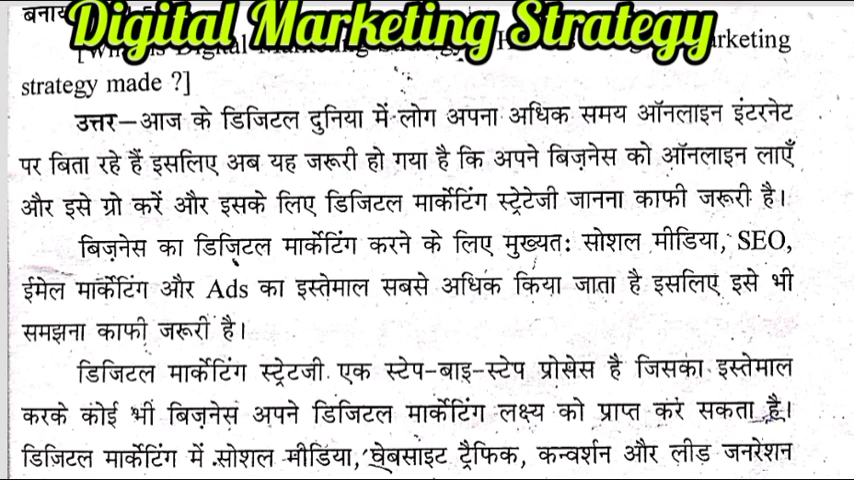 Digital Marketing Strategy
बनाय
rketing
strategy made ?]
उत्तर–आज के डिजिटल दुनिया में लोग अपना अधिक समय ऑनलाइन इंटरनेट
पर बिता रहे हैं इसलिए अब यह जरूरी हो गया है कि अपने बिज़नेस को ऑनलाइन लाएँ
और इसे ग्रो करें और इसके लिए डिजिटल मार्केटिंग स्ट्रेटेजी जानना काफी जरूरी है।
बिज़नेस का डिजिटल मार्केटिंग करने के लिए मुख्यत: सोशल मीडिया, SEO,
ईमेल मार्केटिंग और Ads का इस्तेमाल सबसे अधिक किया जाता है इसलिए इसे भी
समझना काफी जरूरी है।
डिजिटल मार्केटिंग स्ट्रेटजी एक स्टेप-बाइ-स्टेप प्रोसेस है जिसका इस्तेमाल
करके कोई भी बिज़नेस अपने डिजिटल मार्केटिंग लक्ष्य को प्राप्त कर सकता है।
डिजिटल मार्केटिंग में सोशल मीडिया, वेबसाइट ट्रैफिक, कन्वर्शन और लीड जनरेशन